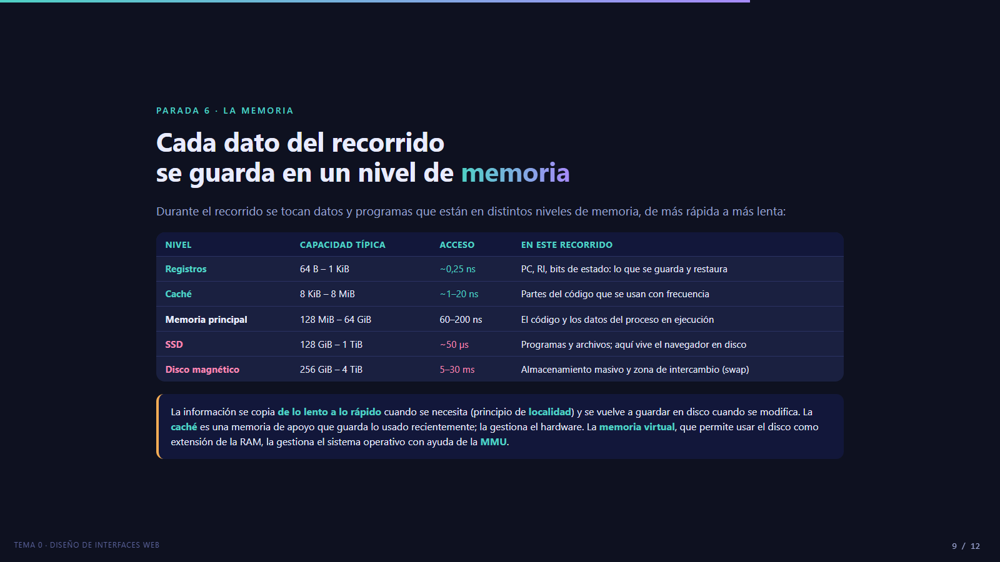 PARADA 6 · LA MEMORIA
Cada dato del recorrido
se guarda en un nivel de memoria
Durante el recorrido se tocan datos y programas que están en distintos niveles de memoria, de más rápida a más lenta:
NIVEL CAPACIDAD TÍPICA ACCESO EN ESTE RECORRIDO
Registros 64 B – 1 KiB ~0,25 ns PC, RI, bits de estado: lo que se guarda y restaura
Caché 8 KiB – 8 MiB ~1–20 ns Partes del código que se usan con frecuencia
Memoria principal 128 MiB – 64 GiB 60–200 ns El código y los datos del proceso en ejecución
SSD 128 GiB – 1 TiB ~50 µs Programas y archivos; aquí vive el navegador en disco
Disco magnético 256 GiB – 4 TiB 5–30 ms Almacenamiento masivo y zona de intercambio (swap)
La información se copia de lo lento a lo rápido cuando se necesita (principio de localidad) y se vuelve a guardar en disco cuando se modifica. La
caché es una memoria de apoyo que guarda lo usado recientemente; la gestiona el hardware. La memoria virtual, que permite usar el disco como
extensión de la RAM, la gestiona el sistema operativo con ayuda de la MMU.
TEMA 0 · DISEÑO DE INTERFACES WEB
9 / 12